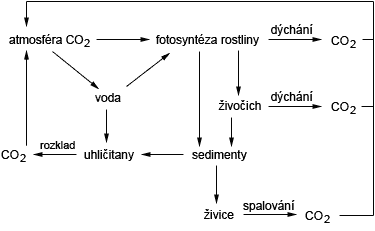 atmosféra CO2
fotosyntéza rostliny
dýchání
CO2
voda
živočich
dýchání
CO2
CO2
rozklad
uhličitany
sedimenty
živice
spalování
CO2